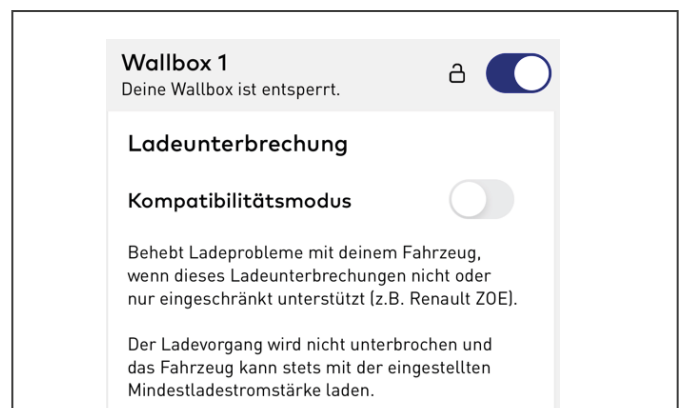 Wallbox 1
Deine Wallbox ist entsperrt.
Ladeunterbrechung
Kompatibilitätsmodus
Behebt Ladeprobleme mit deinem Fahrzeug,
wenn dieses Ladeunterbrechungen nicht oder
nur eingeschränkt unterstützt (z.B. Renault ZOE).
Der Ladevorgang wird nicht unterbrochen und
das Fahrzeug kann stets mit der eingestellten
Mindestladestromstärke laden.